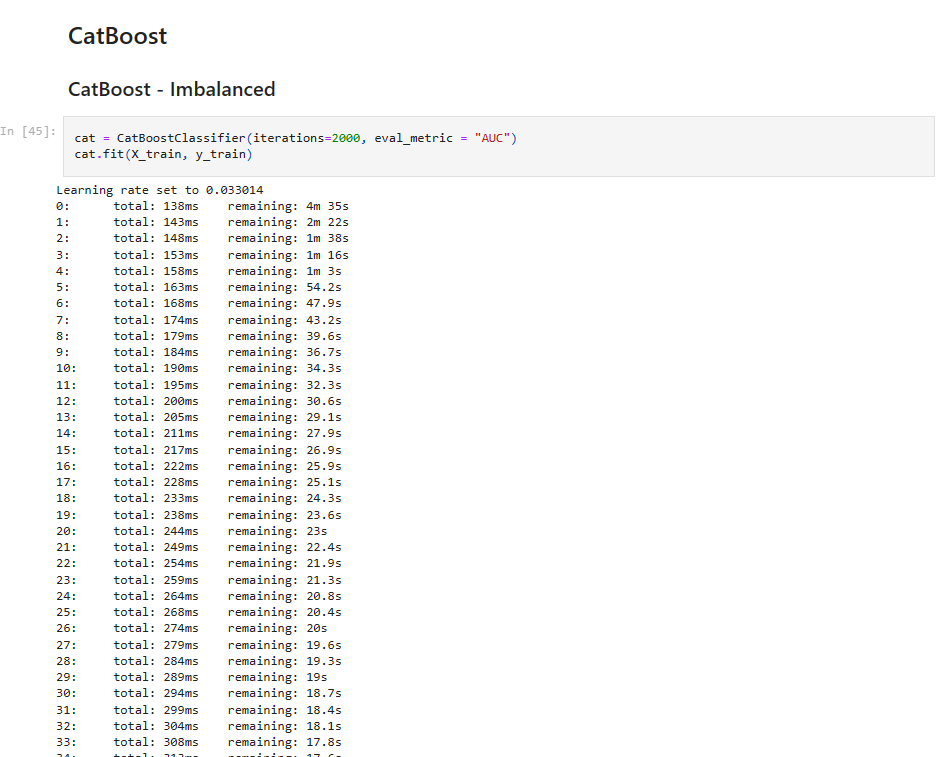 CatBoost
CatBoost - Imbalanced
In [45]:
cat = CatBoostClassifier(iterations=2000, eval_metric = "AUC")
cat.fit(X_train, y_train)
Learning rate set to 0.033014
0: total: 138ms remaining: 4m 35s
1: total: 143ms remaining: 2m 22s
2: total: 148ms remaining: 1m 38s
3: total: 153ms remaining: 1m 16s
4: total: 158ms remaining: 1m 3s
5: total: 163ms remaining: 54.2s
6: total: 168ms remaining: 47.9s
7: total: 174ms remaining: 43.2s
8: total: 179ms remaining: 39.6s
9: total: 184ms remaining: 36.7s
10: total: 190ms remaining: 34.3s
11: total: 195ms remaining: 32.3s
12: total: 200ms remaining: 30.6s
13: total: 205ms remaining: 29.1s
14: total: 211ms remaining: 27.9s
15: total: 217ms remaining: 26.9s
16: total: 222ms remaining: 25.9s
17: total: 228ms remaining: 25.1s
18: total: 233ms remaining: 24.3s
19: total: 238ms remaining: 23.6s
20: total: 244ms remaining: 23s
21: total: 249ms remaining: 22.4s
22: total: 254ms remaining: 21.9s
23: total: 259ms remaining: 21.3s
24: total: 264ms remaining: 20.8s
25: total: 268ms remaining: 20.4s
26: total: 274ms remaining: 20s
27: total: 279ms remaining: 19.6s
28: total: 284ms remaining: 19.3s
29: total: 289ms remaining: 19s
30: total: 294ms remaining: 18.7s
31: total: 299ms remaining: 18.4s
32: total: 304ms remaining: 18.1s
33: total: 308ms remaining: 17.8s